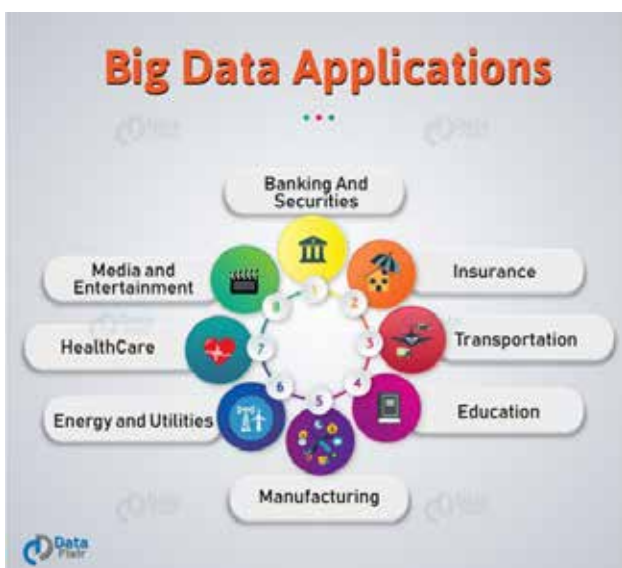 Big Data Applications
Banking And
Securities
1
Insurance
2
Transportation
3
Education
4
Manufacturing
5
Energy and Utilities
6
HealthCare
7
Media and
Entertainment
8
Data
Flair